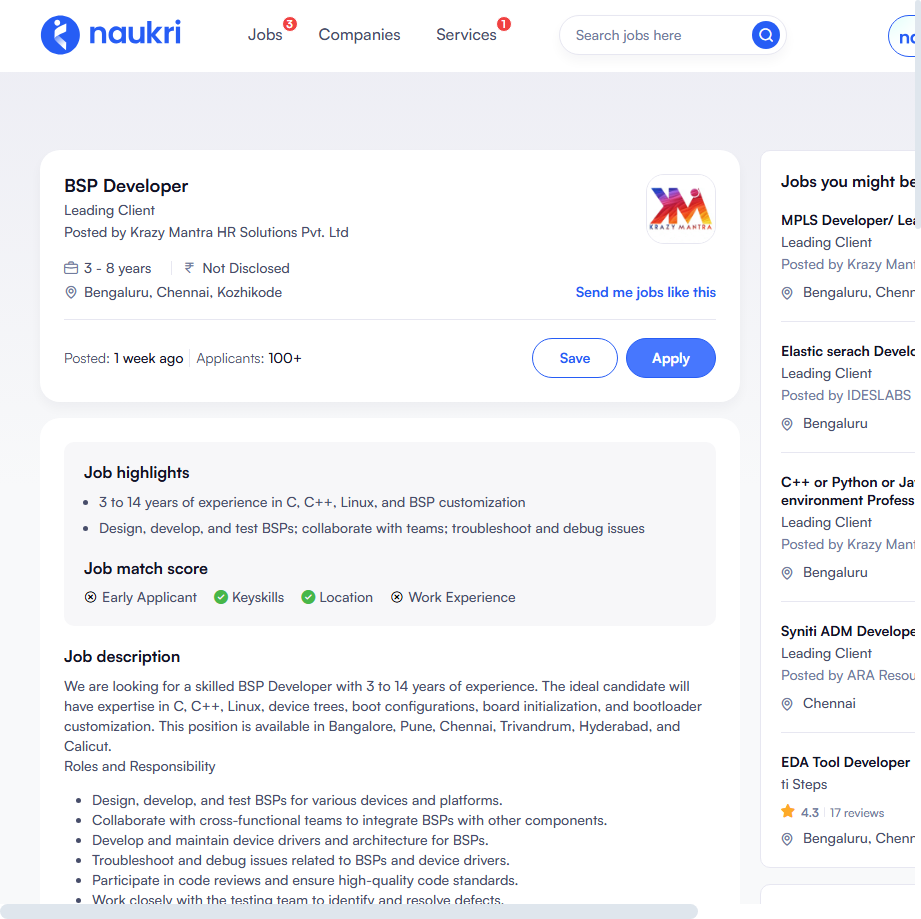 naukri
Jobs 3
Companies
Services 1
Search jobs here
BSP Developer
Leading Client
Posted by Krazy Mantra HR Solutions Pvt. Ltd
KRAZY MANTRA
3 - 8 years
₹ Not Disclosed
Bengaluru, Chennai, Kozhikode
Send me jobs like this
Posted: 1 week ago Applicants: 100+
Save
Apply
Job highlights
3 to 14 years of experience in C, C++, Linux, and BSP customization
Design, develop, and test BSPs; collaborate with teams; troubleshoot and debug issues
Job match score
Early Applicant Keyskills Location Work Experience
Job description
We are looking for a skilled BSP Developer with 3 to 14 years of experience. The ideal candidate will
have expertise in C, C++, Linux, device trees, boot configurations, board initialization, and bootloader
customization. This position is available in Bangalore, Pune, Chennai, Trivandrum, Hyderabad, and
Calicut.
Roles and Responsibility
Design, develop, and test BSPs for various devices and platforms.
Collaborate with cross-functional teams to integrate BSPs with other components.
Develop and maintain device drivers and architecture for BSPs.
Troubleshoot and debug issues related to BSPs and device drivers.
Participate in code reviews and ensure high-quality code standards.
Work closely with the testing team to identify and resolve defects.
Jobs you might be
MPLS Developer/
Leading Client
Posted by Krazy
Bengaluru,
Elastic serach
Leading Client
Posted by IDESLABS
Bengaluru
C++ or Python or
environment
Leading Client
Posted by Krazy
Bengaluru
Syniti ADM
Leading Client
Posted by ARA
Chennai
EDA Tool Developer
ti Steps
4.3 17 reviews
Bengaluru,